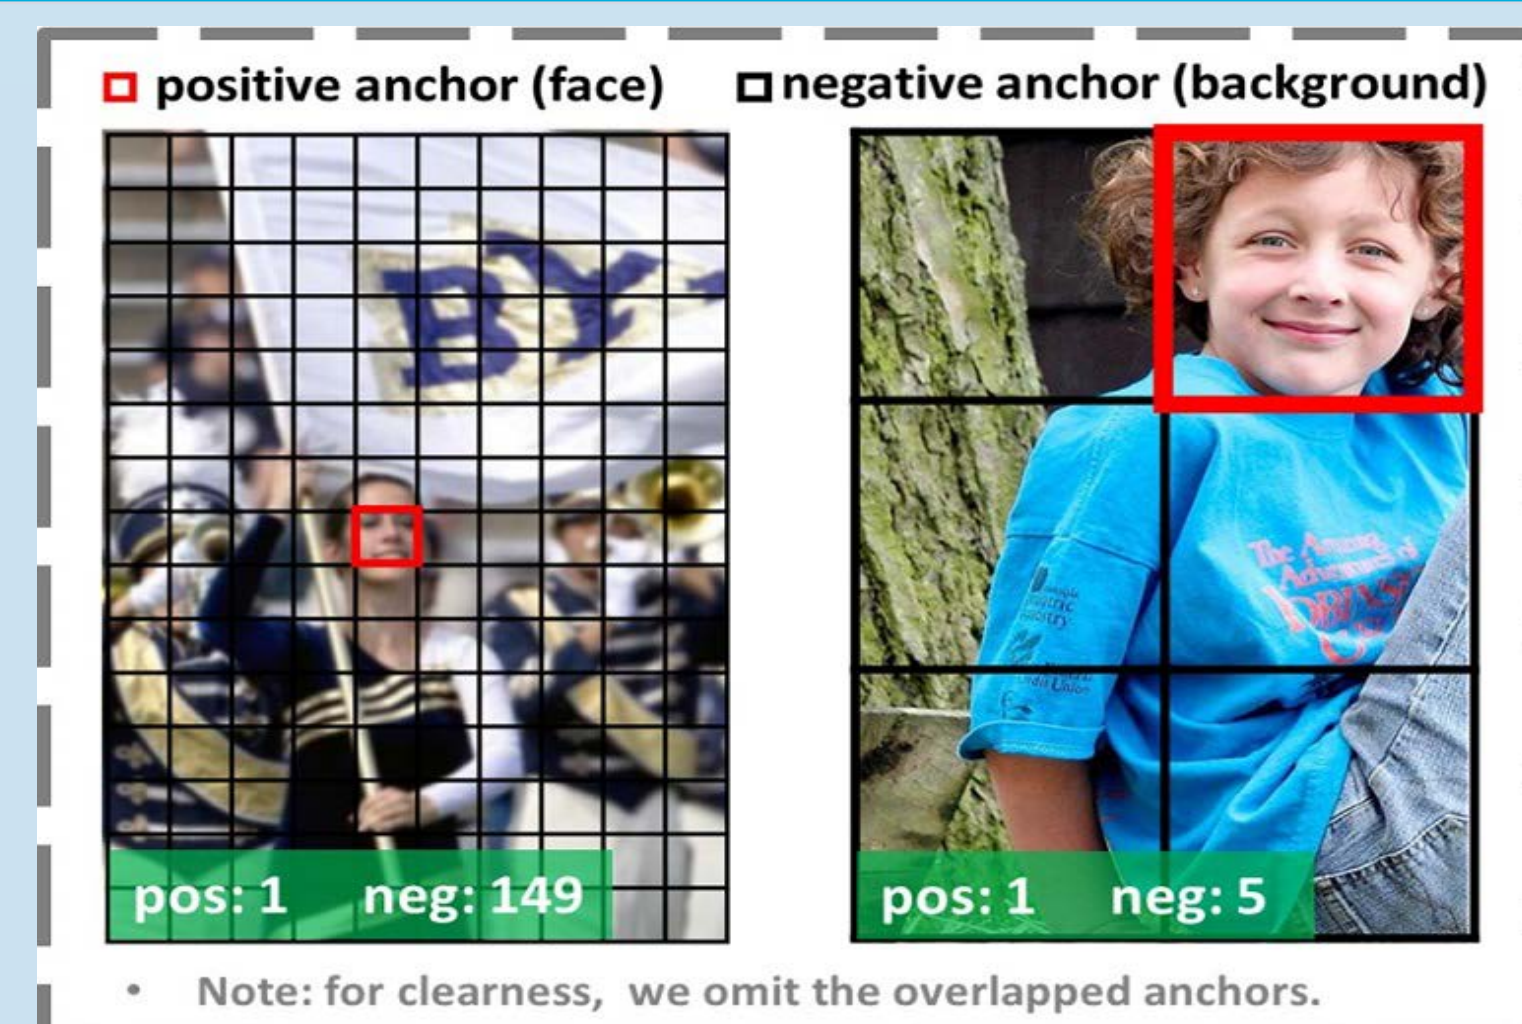 positive anchor (face) negative anchor (background)
BY
The Amazing
Adventures of
pos: 1 neg: 149
pos: 1 neg: 5
• Note: for clearness, we omit the overlapped anchors.